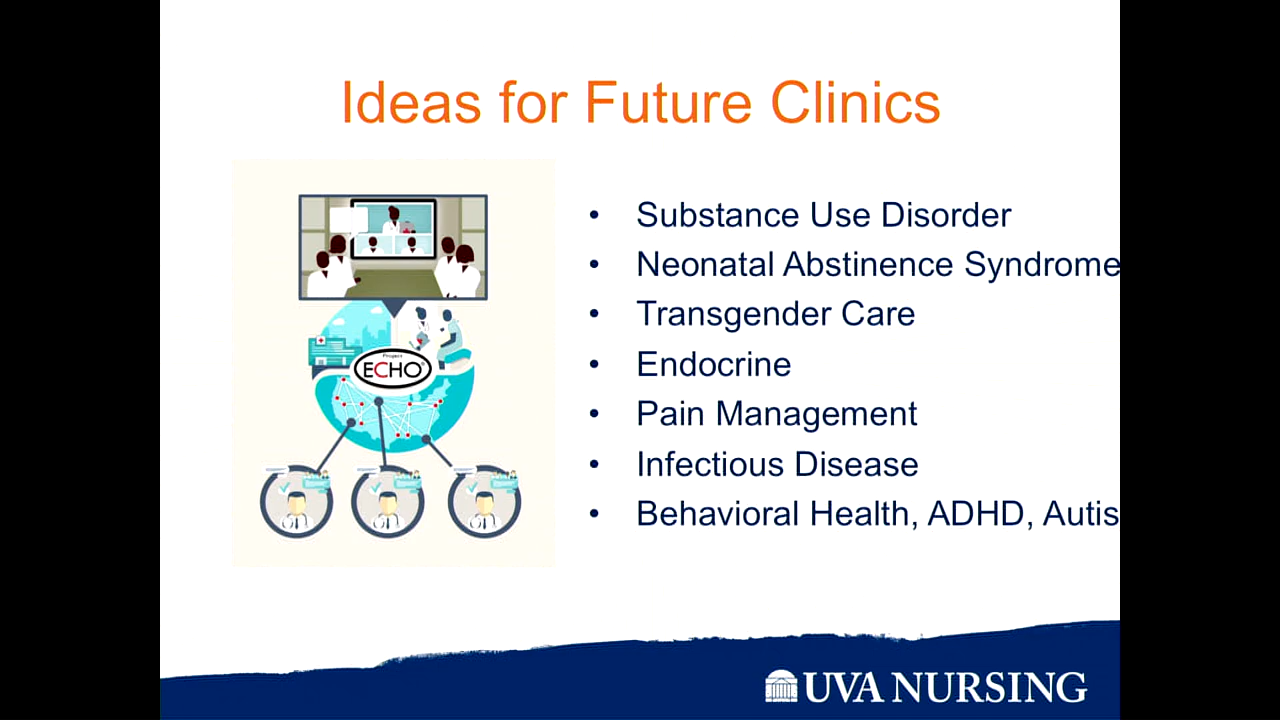 Ideas for Future Clinics
Project
ECHO®
• Substance Use Disorder
• Neonatal Abstinence Syndrome
• Transgender Care
• Endocrine
• Pain Management
• Infectious Disease
• Behavioral Health, ADHD, Autis
UVA NURSING